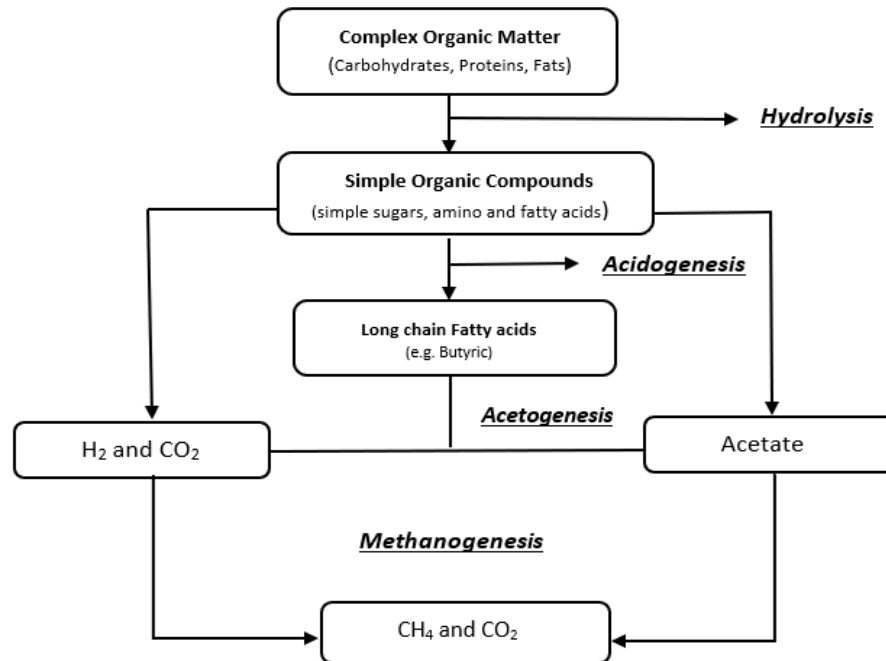 Complex Organic Matter
(Carbohydrates, Proteins, Fats)
Hydrolysis
Simple Organic Compounds
(simple sugars, amino and fatty acids)
Acidogenesis
Long chain Fatty acids
(e.g. Butyric)
Acetogenesis
H₂ and CO₂
Acetate
Methanogenesis
CH₄ and CO₂